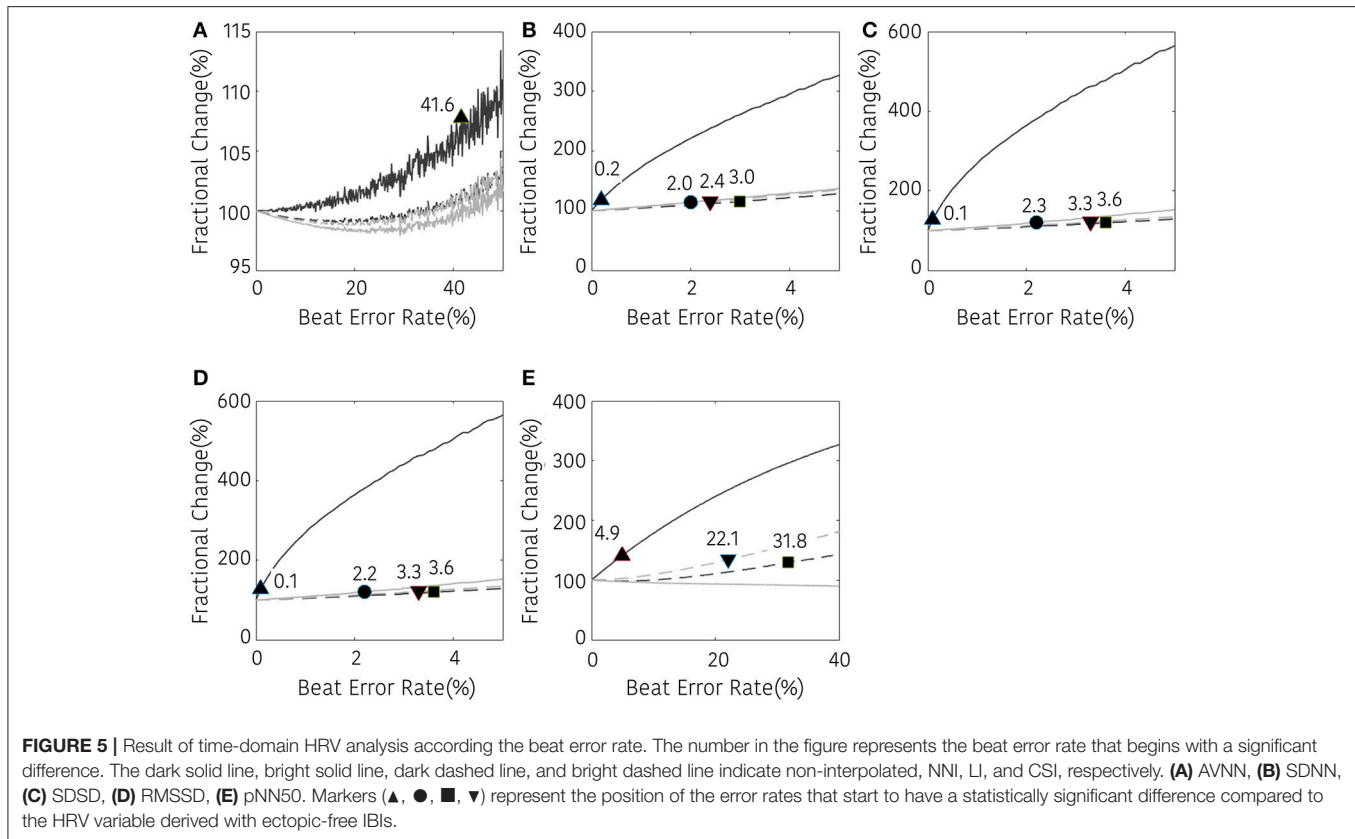 A
Fractional Change(%)
115
110
105
100
95
41.6
0 20 40
Beat Error Rate(%)
B
Fractional Change(%)
400
300
200
100
0
0.2
2.0 2.4 3.0
0 2 4
Beat Error Rate(%)
C
Fractional Change(%)
600
400
200
0
0.1
2.3 3.3 3.6
0 2 4
Beat Error Rate(%)
D
Fractional Change(%)
600
400
200
0
0.1
2.2 3.3 3.6
0 2 4
Beat Error Rate(%)
E
Fractional Change(%)
400
300
200
100
0
4.9
22.1
31.8
0 20 40
Beat Error Rate(%)
FIGURE 5 | Result of time-domain HRV analysis according the beat error rate. The number in the figure represents the beat error rate that begins with a significant
difference. The dark solid line, bright solid line, dark dashed line, and bright dashed line indicate non-interpolated, NNI, LI, and CSI, respectively. (A) AVNN, (B) SDNN,
(C) SDSD, (D) RMSSD, (E) pNN50. Markers (▲, ●, ■, ▼) represent the position of the error rates that start to have a statistically significant difference compared to
the HRV variable derived with ectopic-free IBIs.